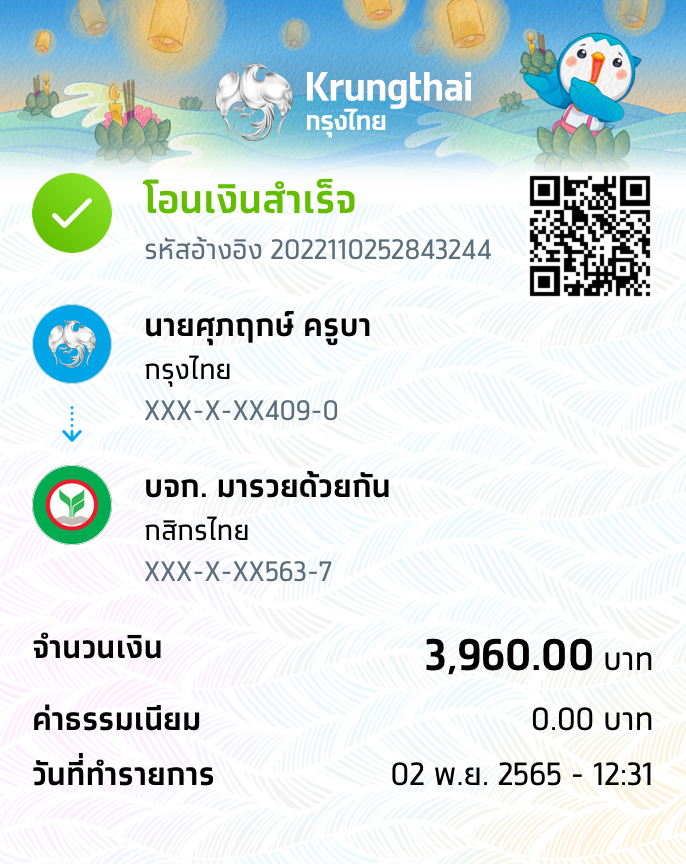 Krungthai
กรุงไทย
โอนเงินสำเร็จ
รหัสอ้างอิง 2022110252843244
นายศุภฤกษ์ ครูบา
กรุงไทย
XXX-X-XX409-0
บจก. มารวยด้วยกัน
กสิกรไทย
XXX-X-XX563-7
จำนวนเงิน 3,960.00 บาท
ค่าธรรมเนียม 0.00 บาท
วันที่ทำรายการ 02 พ.ย. 2565 - 12:31